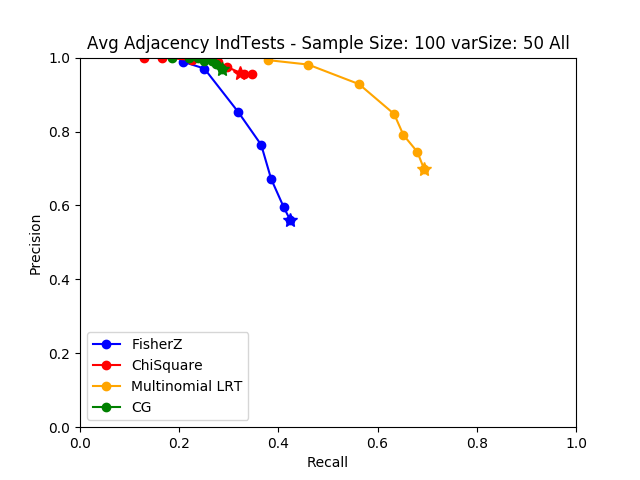 Avg Adjacency IndTests - Sample Size: 100 varSize: 50 All
Precision
1.0
0.8
0.6
0.4
0.2
0.0
FisherZ
ChiSquare
Multinomial LRT
CG
0.0 0.2 0.4 0.6 0.8 1.0
Recall